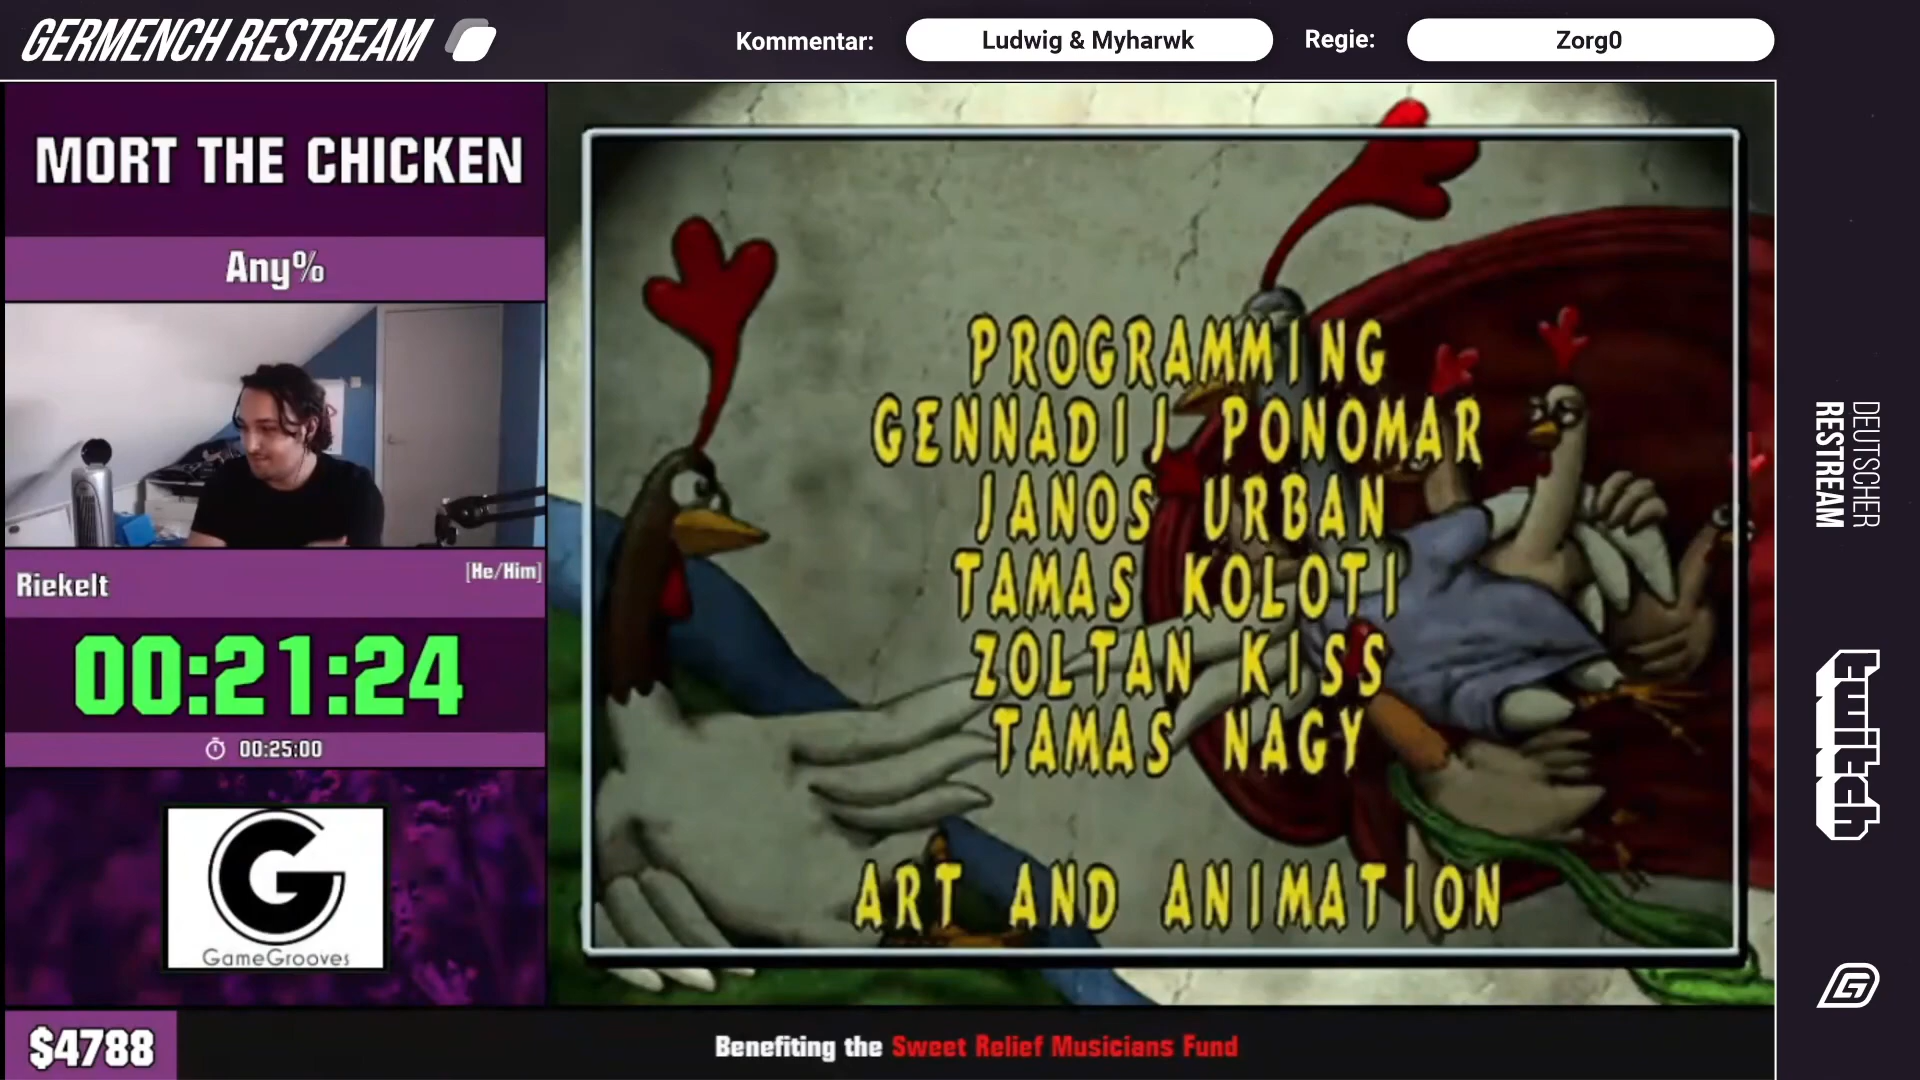 GERMENCH RESTREAM
Kommentar:
Ludwig & Myharwk
Regie:
Zorg0
MORT THE CHICKEN
Any%
Riekelt
[He/Him]
00:21:24
00:25:00
G
GameGrooves
$4788
PROGRAMMING
GENNADIJ PONOMAR
JANOS URBAN
TAMAS KOLOTI
ZOLTAN KISS
TAMAS NAGY
ART AND ANIMATION
Benefiting the Sweet Relief Musicians Fund
DEUTSCHER
RESTREAM
twitch
G